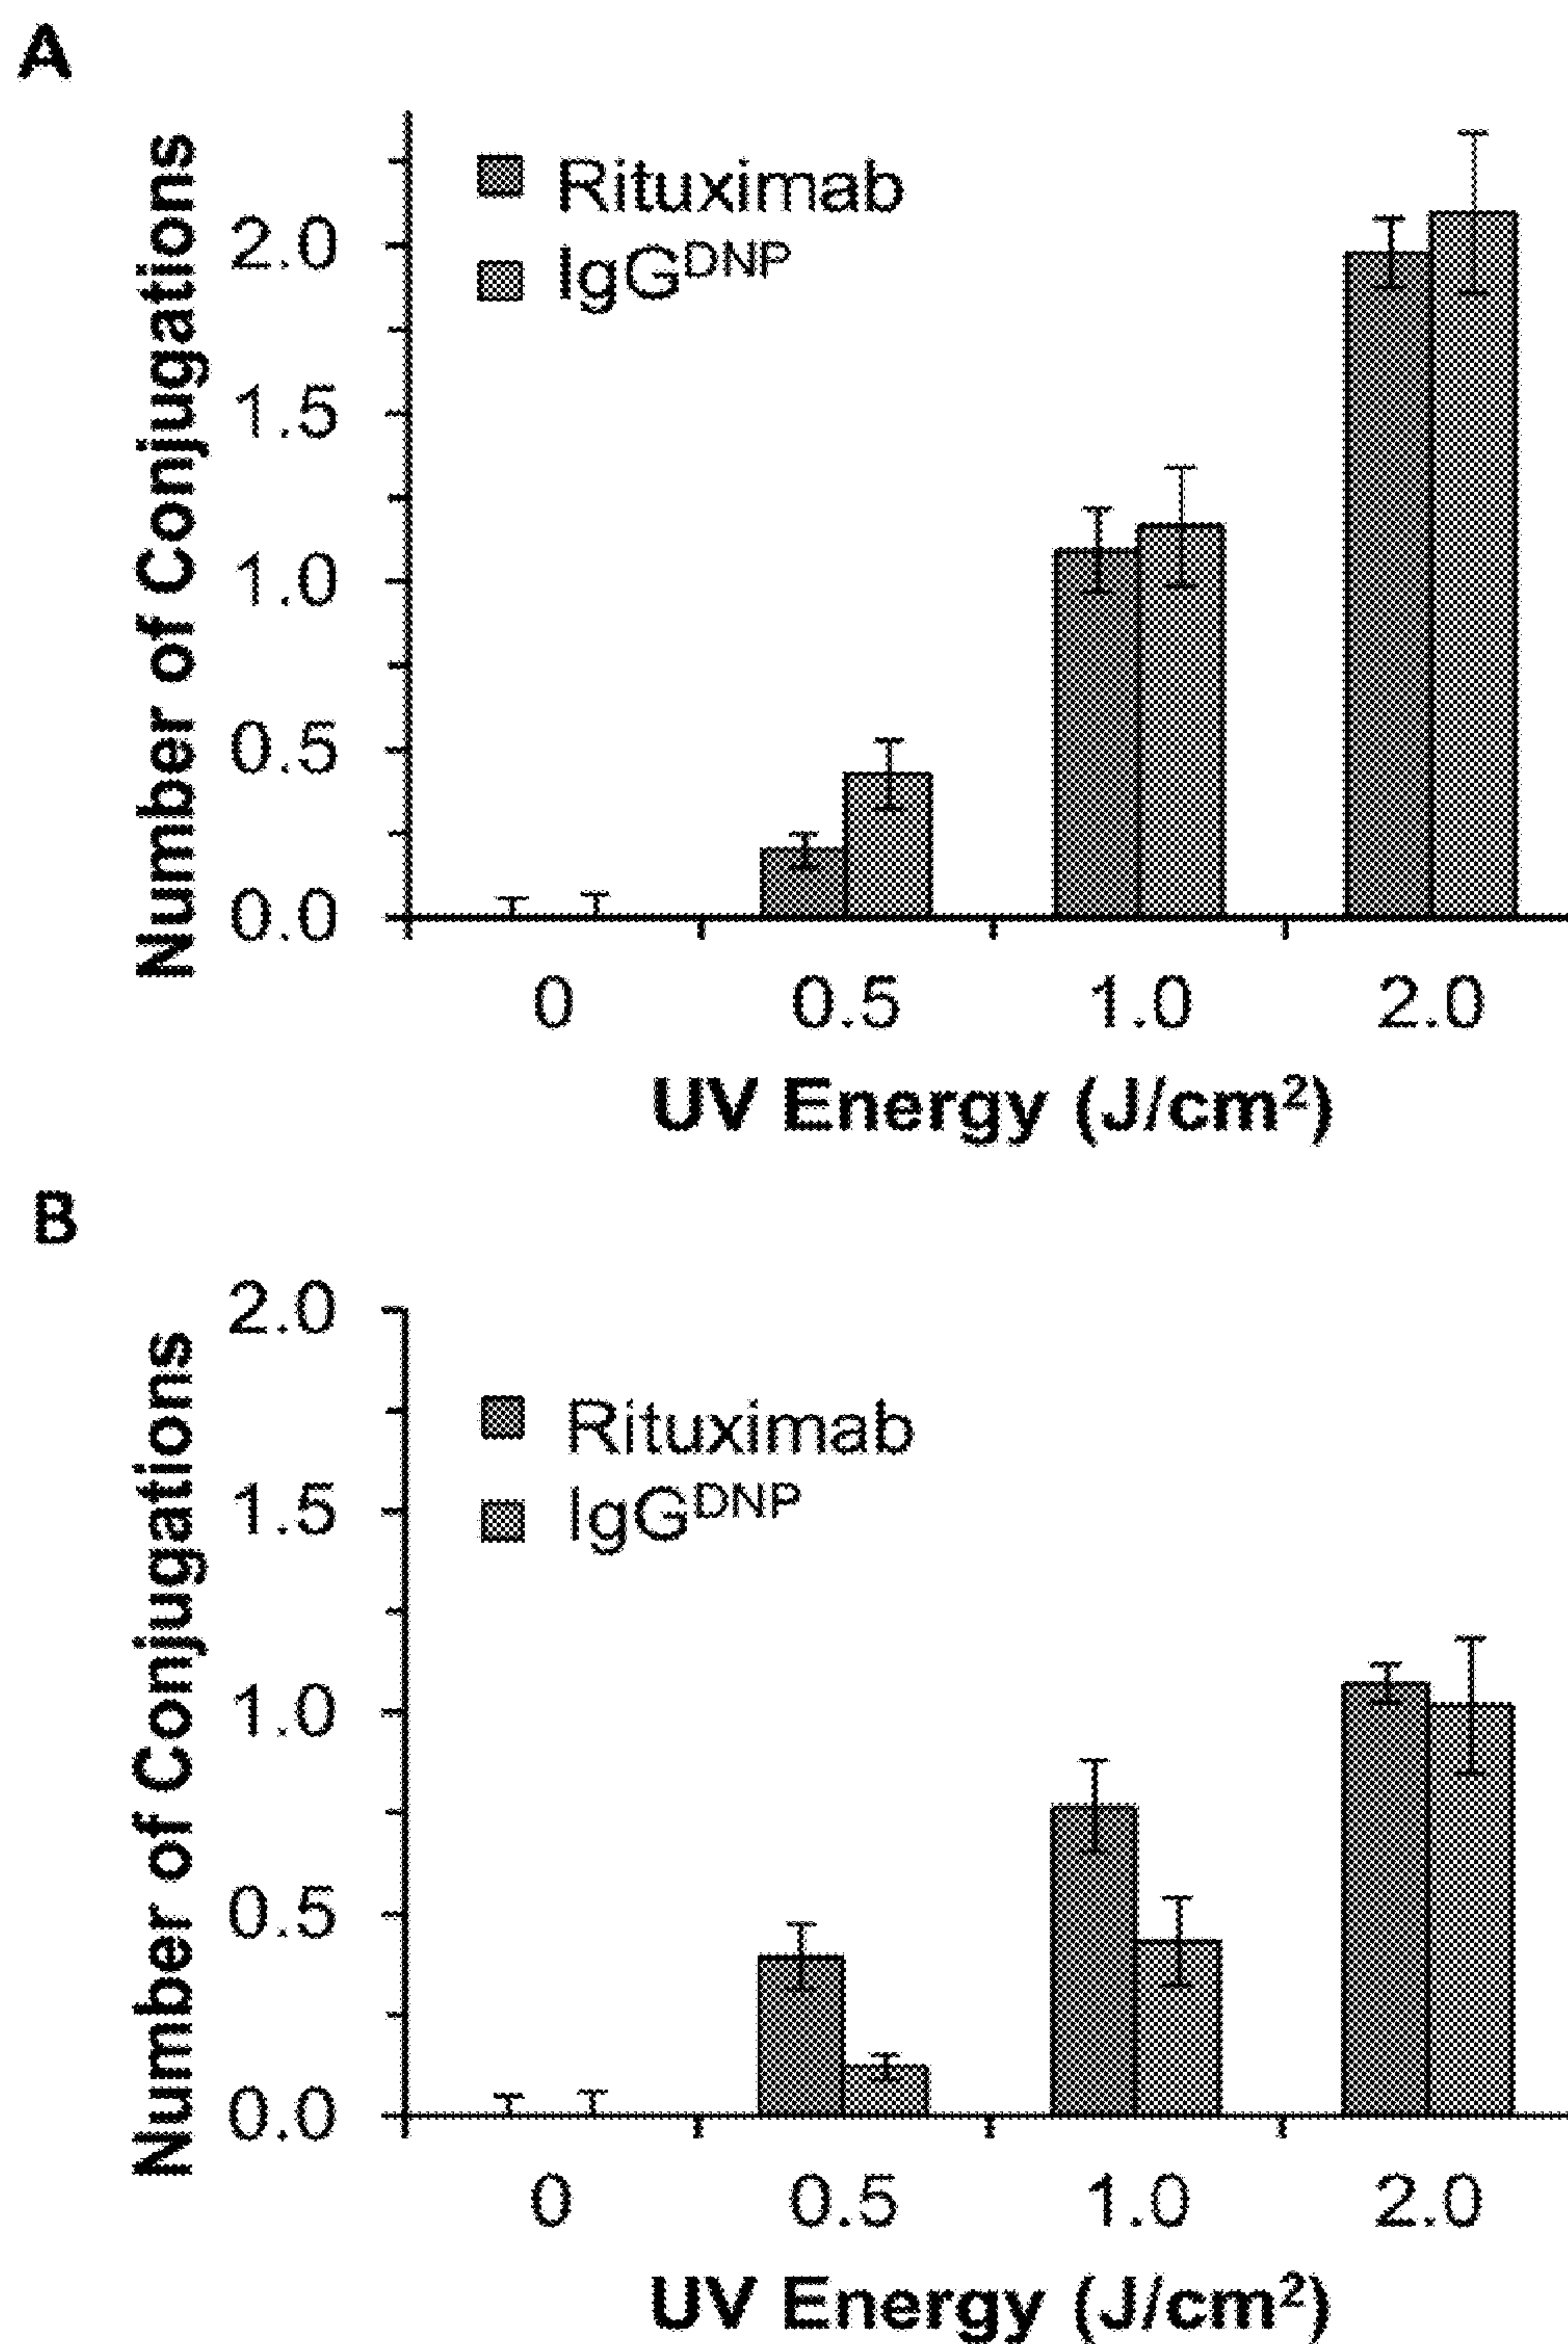 A
Number of Conjugations
Rituximab
IgG^DNP
2.0
1.5
1.0
0.5
0.0
0 0.5 1.0 2.0
UV Energy (J/cm²)
B
Number of Conjugations
Rituximab
IgG^DNP
2.0
1.5
1.0
0.5
0.0
0 0.5 1.0 2.0
UV Energy (J/cm²)